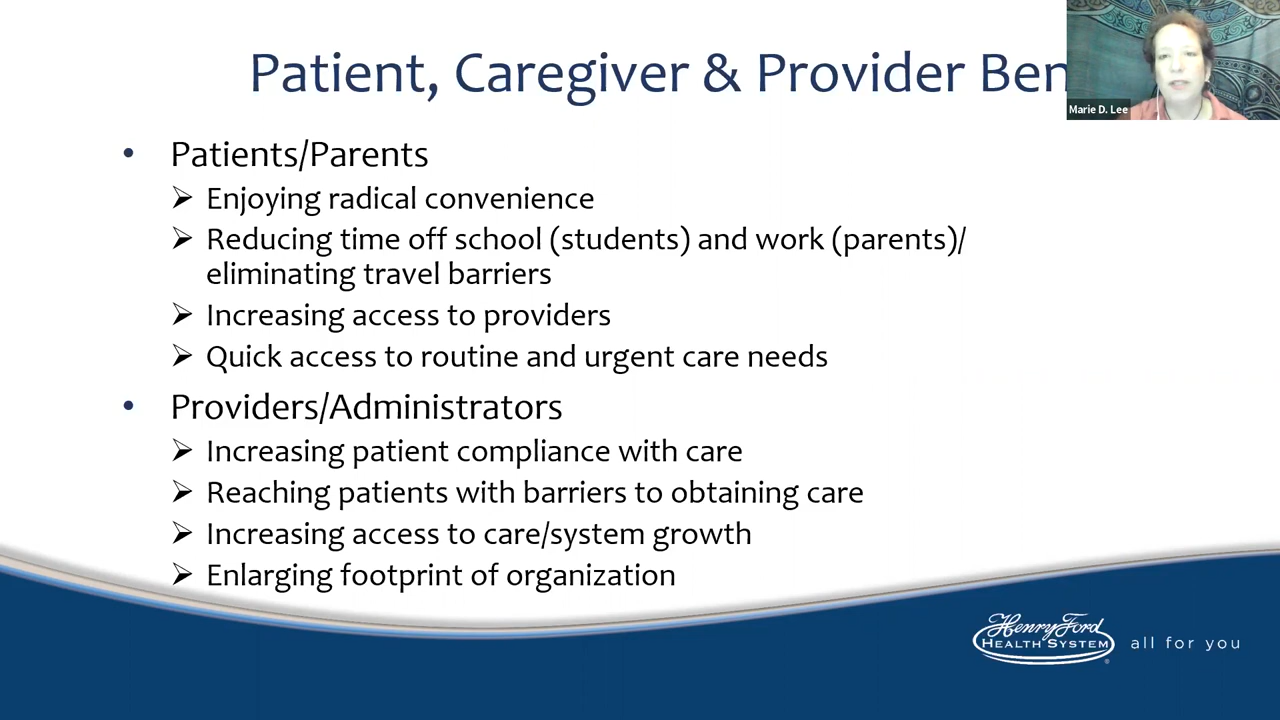 Patient, Caregiver & Provider Ben
Marie D. Lee
• Patients/Parents
➢ Enjoying radical convenience
➢ Reducing time off school (students) and work (parents)/
eliminating travel barriers
➢ Increasing access to providers
➢ Quick access to routine and urgent care needs
• Providers/Administrators
➢ Increasing patient compliance with care
➢ Reaching patients with barriers to obtaining care
➢ Increasing access to care/system growth
➢ Enlarging footprint of organization
Henry Ford
HEALTH SYSTEM®
all for you